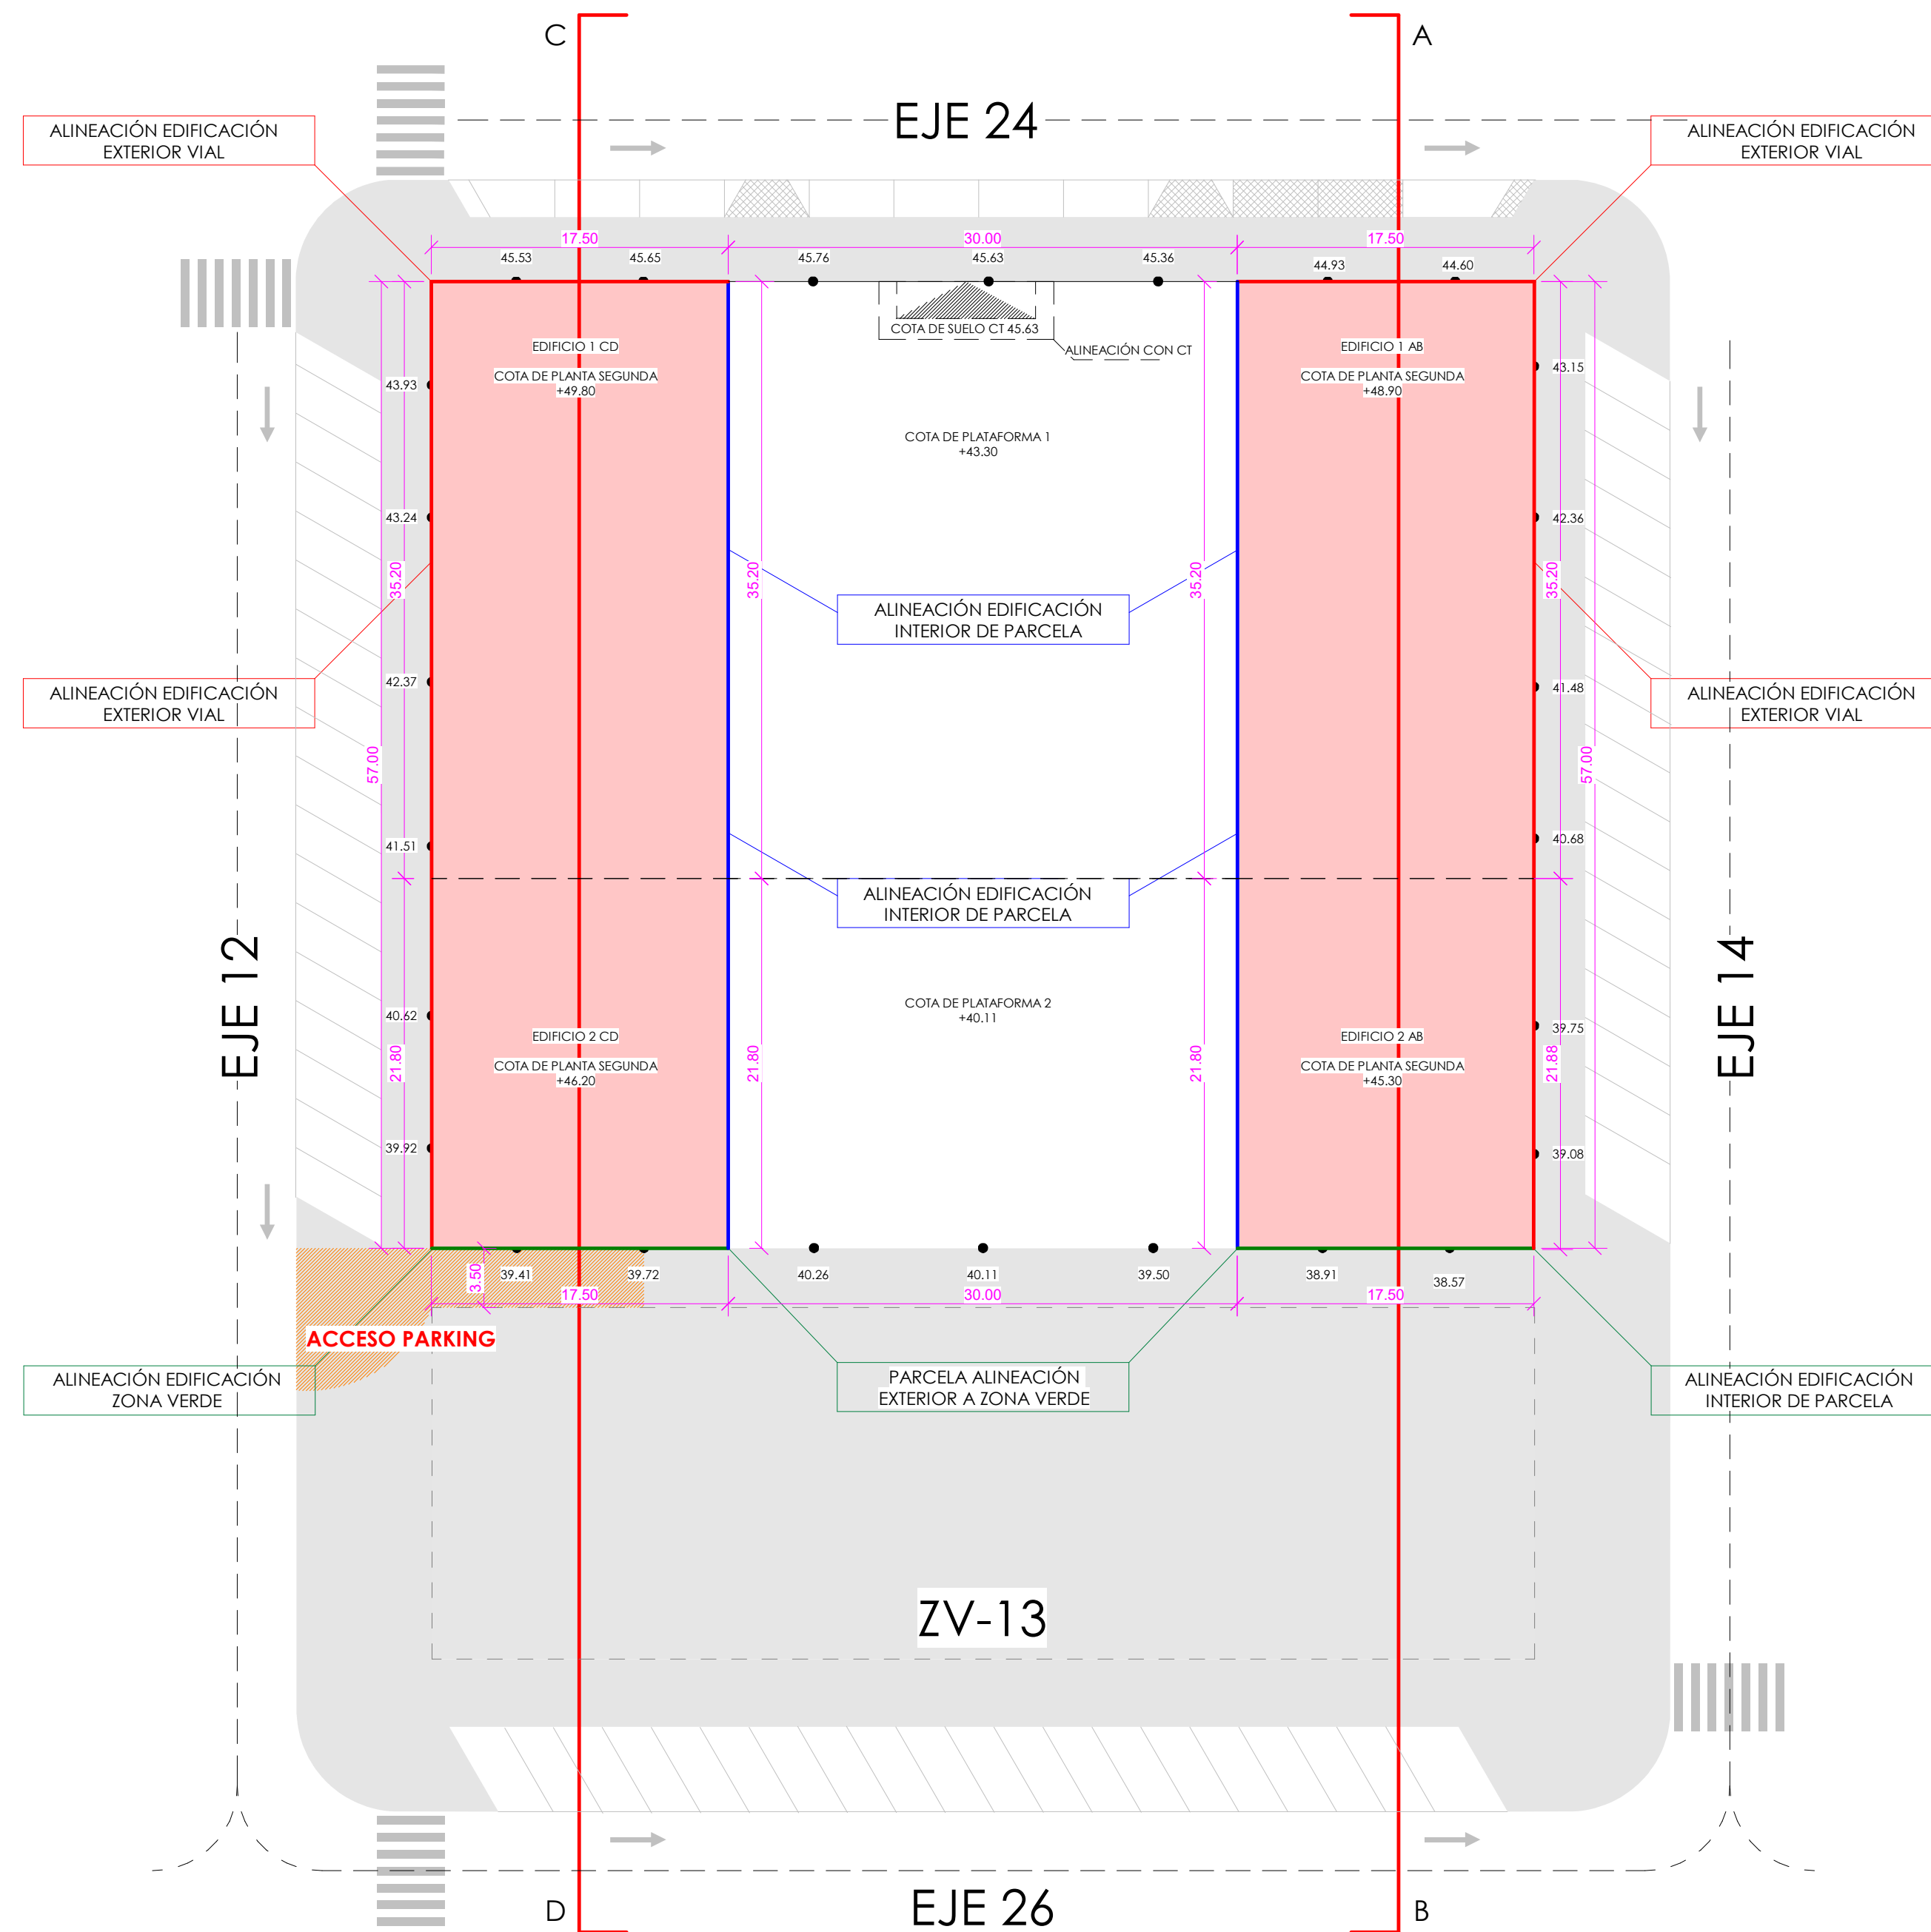 C
A
EJE 24
ALINEACIÓN EDIFICACIÓN
EXTERIOR VIAL
ALINEACIÓN EDIFICACIÓN
EXTERIOR VIAL
17.50
30.00
17.50
45.53
45.65
45.76
45.63
45.36
44.93
44.60
COTA DE SUELO CT 45.63
ALINEACIÓN CON CT
EDIFICIO 1 CD
COTA DE PLANTA SEGUNDA
+49.80
EDIFICIO 1 AB
COTA DE PLANTA SEGUNDA
+48.90
43.93
43.15
COTA DE PLATAFORMA 1
+43.30
43.24
42.36
35.20
35.20
35.20
35.20
ALINEACIÓN EDIFICACIÓN
INTERIOR DE PARCELA
42.37
41.48
ALINEACIÓN EDIFICACIÓN
EXTERIOR VIAL
ALINEACIÓN EDIFICACIÓN
EXTERIOR VIAL
57.00
57.00
41.51
40.68
ALINEACIÓN EDIFICACIÓN
INTERIOR DE PARCELA
EJE 12
EJE 14
COTA DE PLATAFORMA 2
+40.11
40.62
39.75
EDIFICIO 2 CD
COTA DE PLANTA SEGUNDA
+46.20
EDIFICIO 2 AB
COTA DE PLANTA SEGUNDA
+45.30
21.80
21.80
21.80
21.88
39.92
39.08
3.50
39.41
39.72
40.26
40.11
39.50
38.91
38.57
17.50
30.00
17.50
ACCESO PARKING
ALINEACIÓN EDIFICACIÓN
ZONA VERDE
PARCELA ALINEACIÓN
EXTERIOR A ZONA VERDE
ALINEACIÓN EDIFICACIÓN
INTERIOR DE PARCELA
ZV-13
D
EJE 26
B